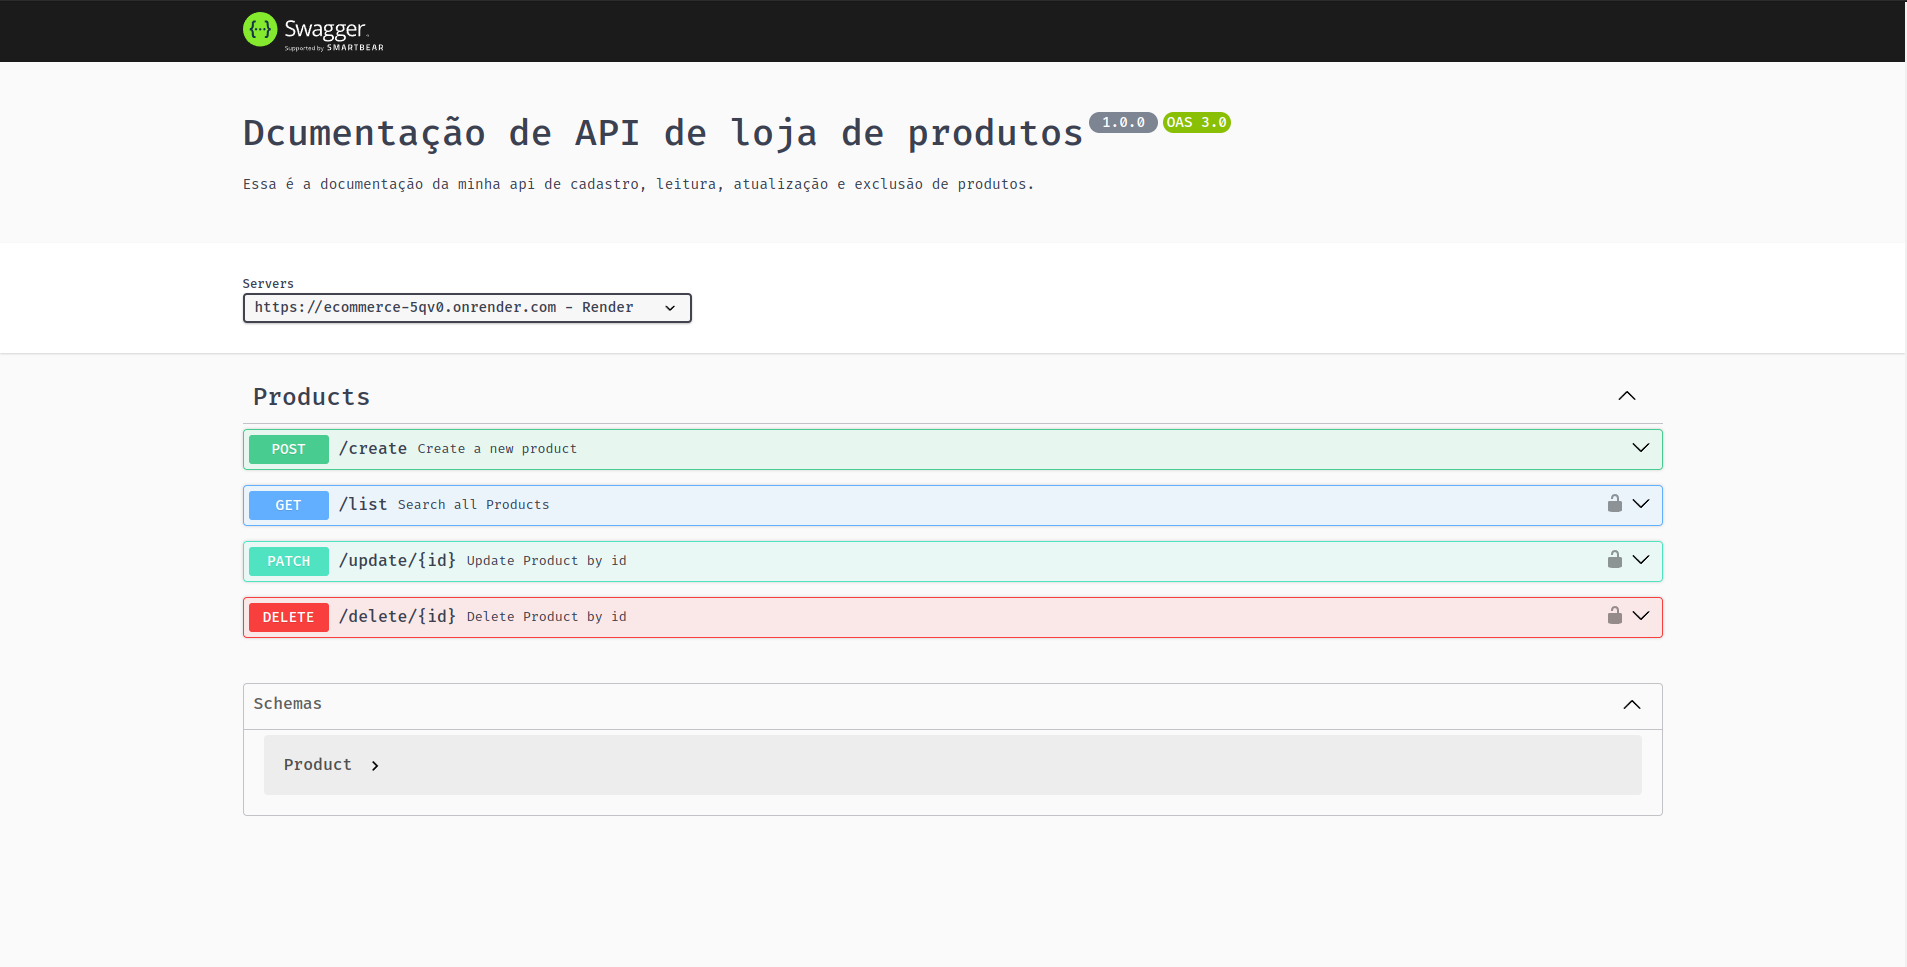 Swagger™
Supported by SMARTBEAR
Dcumentação de API de loja de produtos 1.0.0 OAS 3.0
Essa é a documentação da minha api de cadastro, leitura, atualização e exclusão de produtos.
Servers
https://ecommerce-5qv0.onrender.com - Render
Products
POST /create Create a new product
GET /list Search all Products
PATCH /update/{id} Update Product by id
DELETE /delete/{id} Delete Product by id
Schemas
Product